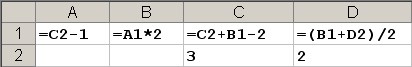 A B C D
1 =C2-1 =A1*2 =C2+B1-2 =(B1+D2)/2
2 3 2